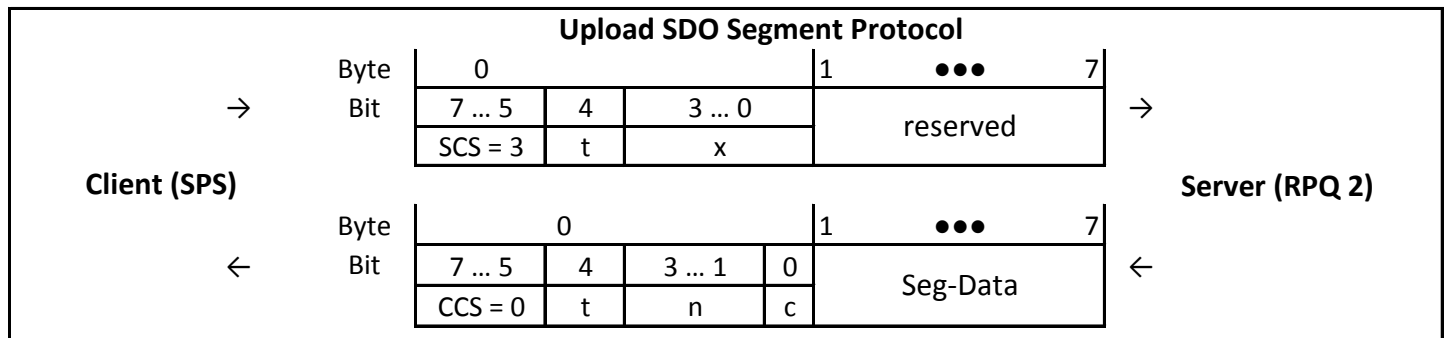 Upload SDO Segment Protocol
Byte 0 1 ●●● 7
→ Bit 7 ... 5 4 3 ... 0 reserved →
SCS = 3 t x
Client (SPS) Server (RPQ 2)
Byte 0 1 ●●● 7
← Bit 7 ... 5 4 3 ... 1 0 Seg-Data ←
CCS = 0 t n c